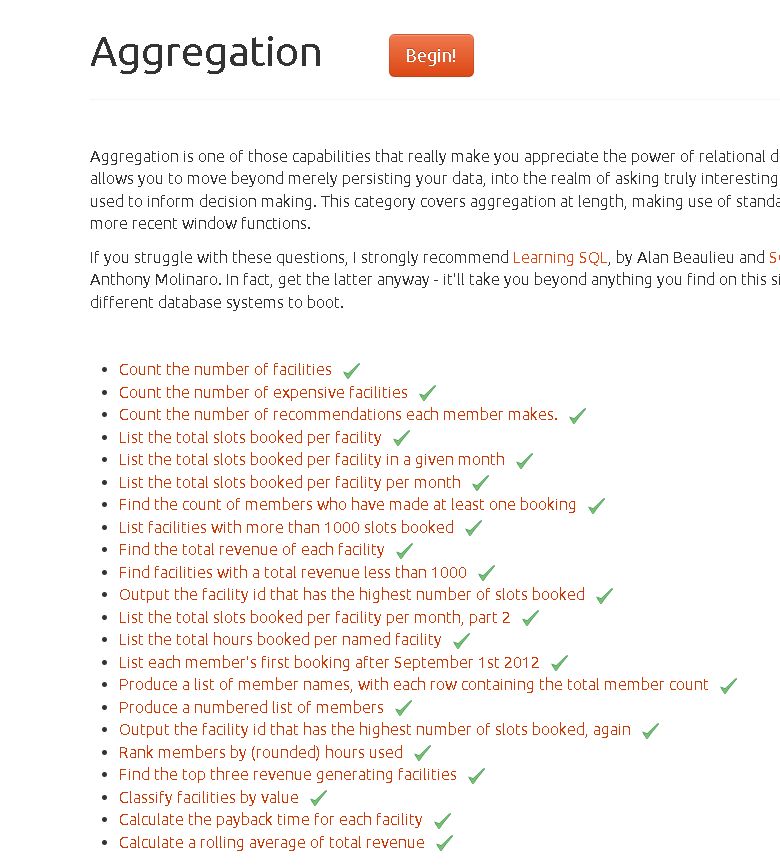 Aggregation
Begin!
Aggregation is one of those capabilities that really make you appreciate the power of relational d
allows you to move beyond merely persisting your data, into the realm of asking truly interesting
used to inform decision making. This category covers aggregation at length, making use of standa
more recent window functions.
If you struggle with these questions, I strongly recommend Learning SQL, by Alan Beaulieu and S
Anthony Molinaro. In fact, get the latter anyway - it'll take you beyond anything you find on this si
different database systems to boot.
Count the number of facilities
Count the number of expensive facilities
Count the number of recommendations each member makes.
List the total slots booked per facility
List the total slots booked per facility in a given month
List the total slots booked per facility per month
Find the count of members who have made at least one booking
List facilities with more than 1000 slots booked
Find the total revenue of each facility
Find facilities with a total revenue less than 1000
Output the facility id that has the highest number of slots booked
List the total slots booked per facility per month, part 2
List the total hours booked per named facility
List each member's first booking after September 1st 2012
Produce a list of member names, with each row containing the total member count
Produce a numbered list of members
Output the facility id that has the highest number of slots booked, again
Rank members by (rounded) hours used
Find the top three revenue generating facilities
Classify facilities by value
Calculate the payback time for each facility
Calculate a rolling average of total revenue